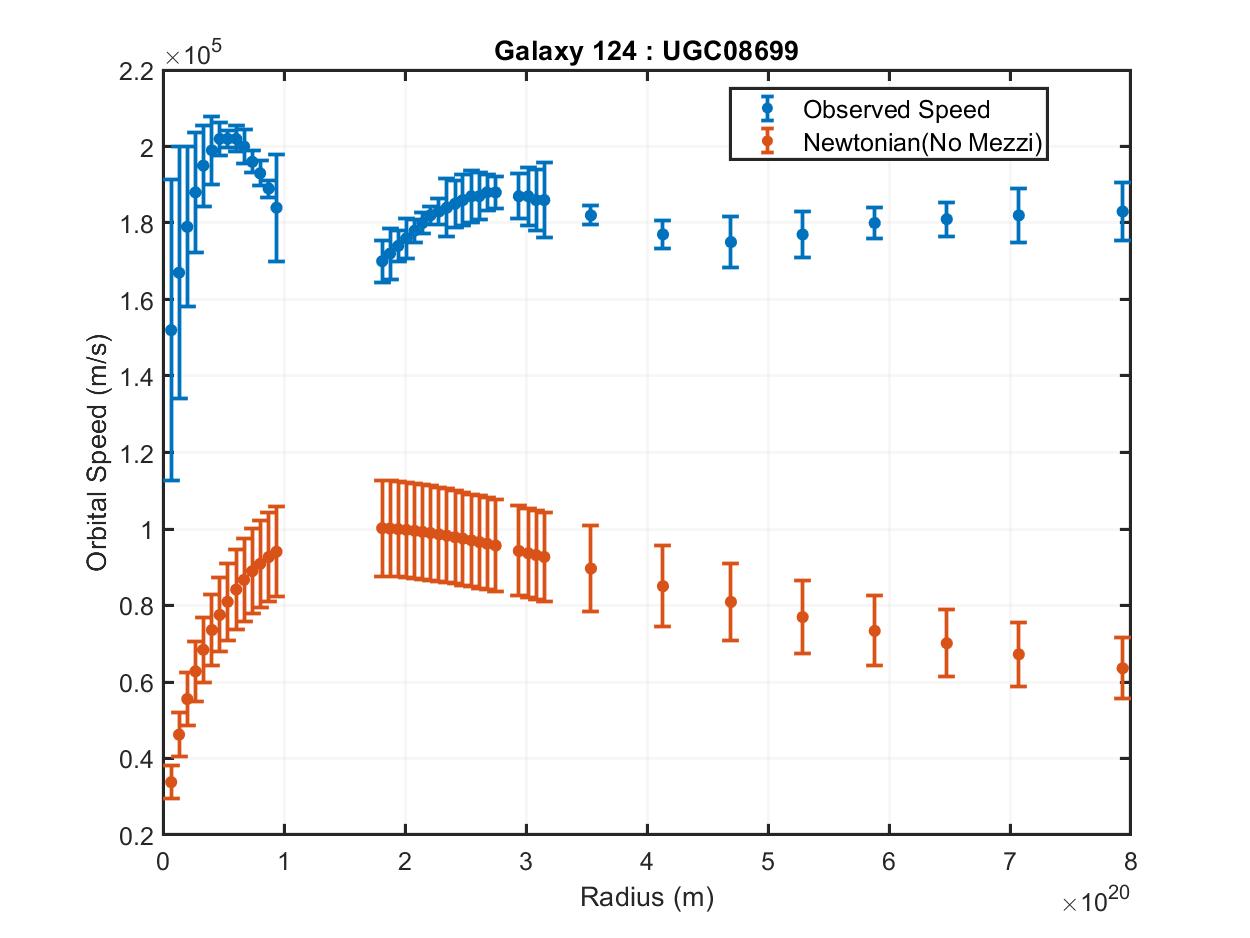 Galaxy 124 : UGC08699
×10^5
2.2
2
1.8
1.6
1.4
1.2
1
0.8
0.6
0.4
0.2
Orbital Speed (m/s)
Observed Speed
Newtonian(No Mezzi)
0 1 2 3 4 5 6 7 8
Radius (m)
×10^20